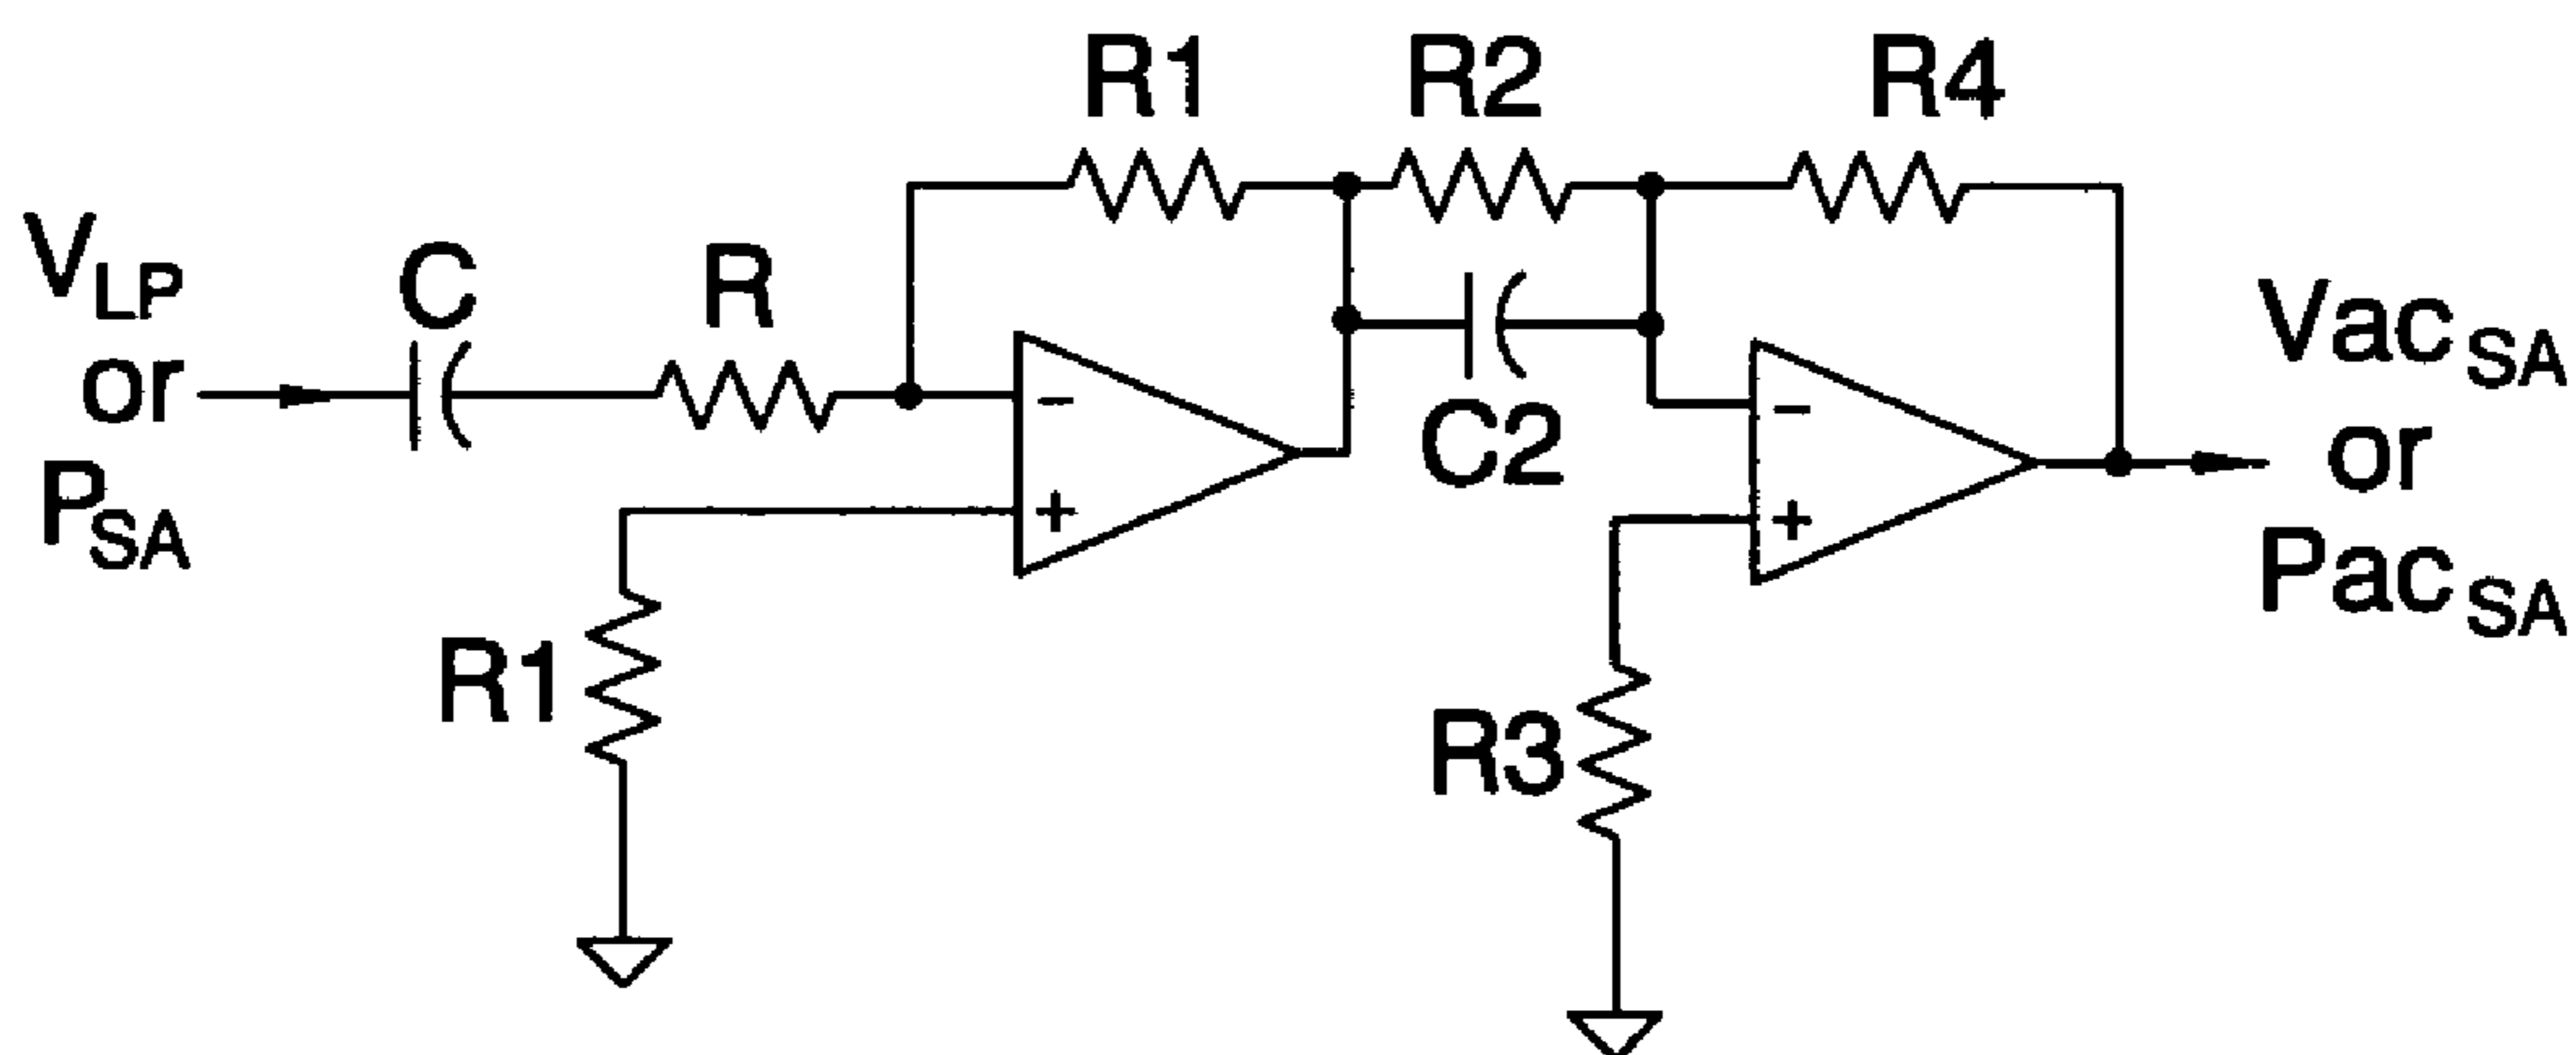 R1
R2
R4
V_LP
or
P_SA
C
R
−
+
C2
−
+
Vac_SA
or
Pac_SA
R1
R3